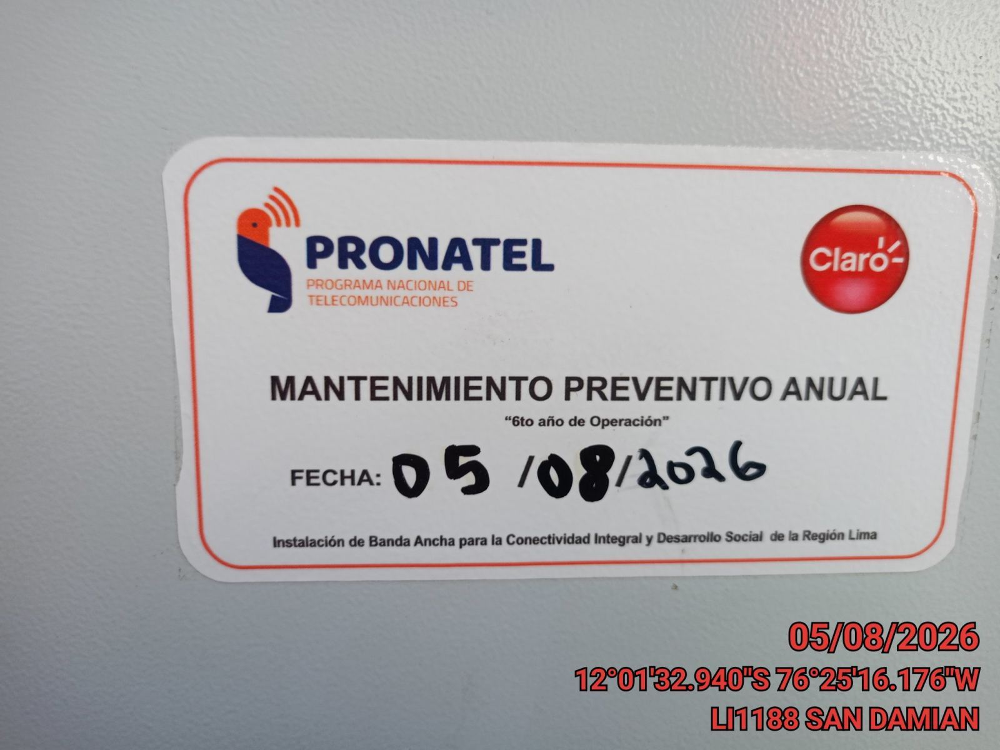 PRONATEL
PROGRAMA NACIONAL DE
TELECOMUNICACIONES
Claro
MANTENIMIENTO PREVENTIVO ANUAL
“6to año de Operación”
FECHA: 05/08/2026
Instalación de Banda Ancha para la Conectividad Integral y Desarrollo Social de la Región Lima
05/08/2026
12°01'32.940"S 76°25'16.176"W
LI1188 SAN DAMIAN